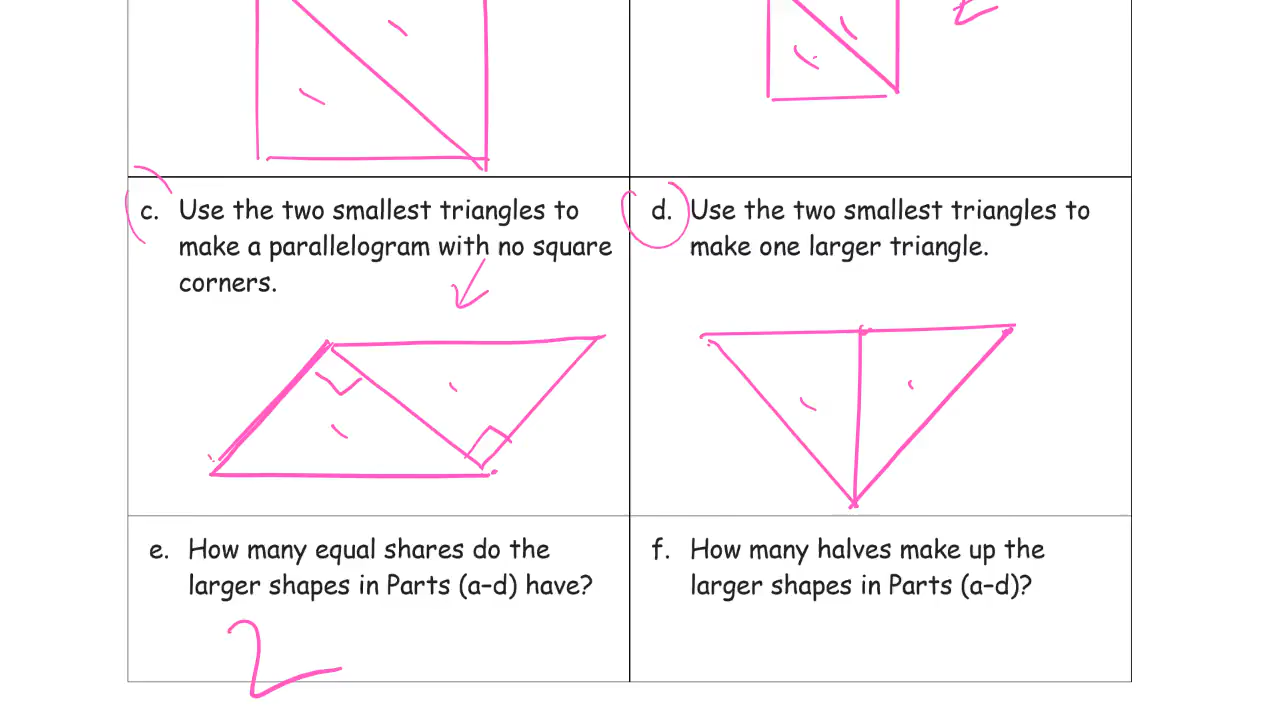 c. Use the two smallest triangles to
make a parallelogram with no square
corners.
d. Use the two smallest triangles to
make one larger triangle.
e. How many equal shares do the
larger shapes in Parts (a–d) have?
2
f. How many halves make up the
larger shapes in Parts (a–d)?